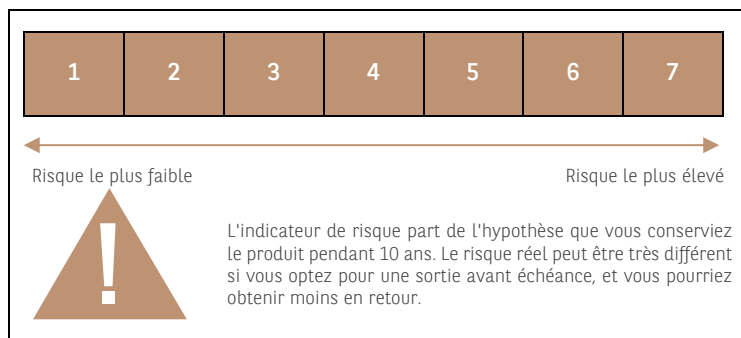 1 2 3 4 5 6 7
Risque le plus faible Risque le plus élevé
!
L'indicateur de risque part de l'hypothèse que vous conserviez
le produit pendant 10 ans. Le risque réel peut être très différent
si vous optez pour une sortie avant échéance, et vous pourriez
obtenir moins en retour.